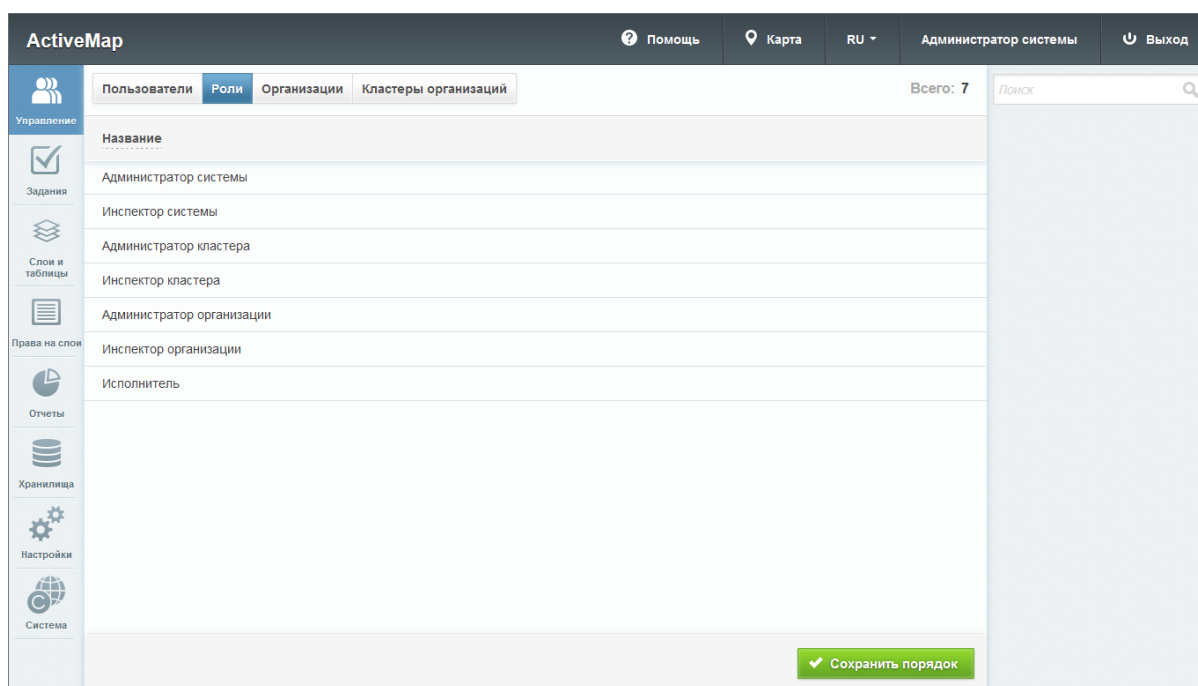 ActiveMap
Помощь
Карта
RU
Администратор системы
Выход
Управление
Задания
Слои и
таблицы
Права на слои
Отчеты
Хранилища
Настройки
Система
Пользователи
Роли
Организации
Кластеры организаций
Всего: 7
Поиск
Название
Администратор системы
Инспектор системы
Администратор кластера
Инспектор кластера
Администратор организации
Инспектор организации
Исполнитель
Сохранить порядок